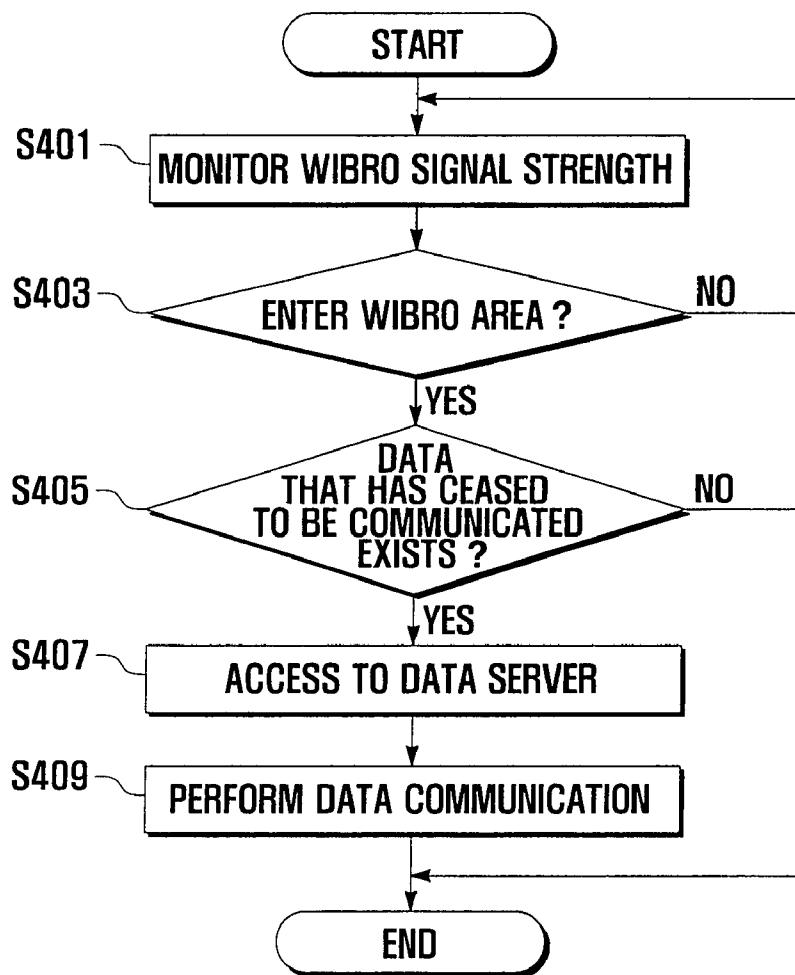 START
S401
MONITOR WIBRO SIGNAL STRENGTH
S403
ENTER WIBRO AREA ?
NO
YES
S405
DATA
THAT HAS CEASED
TO BE COMMUNICATED
EXISTS ?
NO
YES
S407
ACCESS TO DATA SERVER
S409
PERFORM DATA COMMUNICATION
END